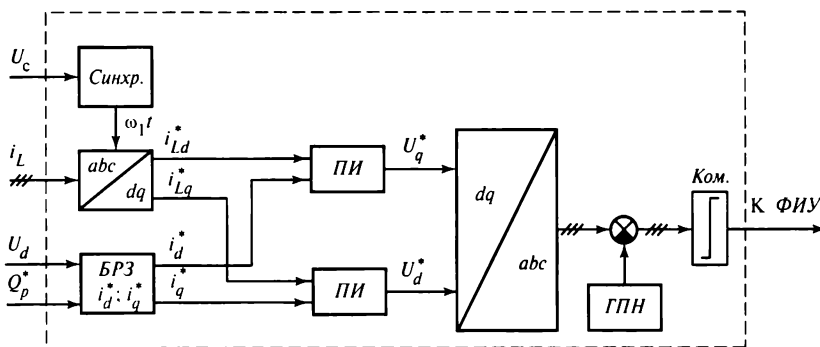 U_c
Синхр.
ω₁t
i_L
abc
dq
i*_Ld
i*_Lq
ПИ
U*_q
U_d
Q*_p
БРЗ
i*_d; i*_q
i*_d
i*_q
ПИ
U*_d
dq
abc
ГПН
Ком.
К ФИУ